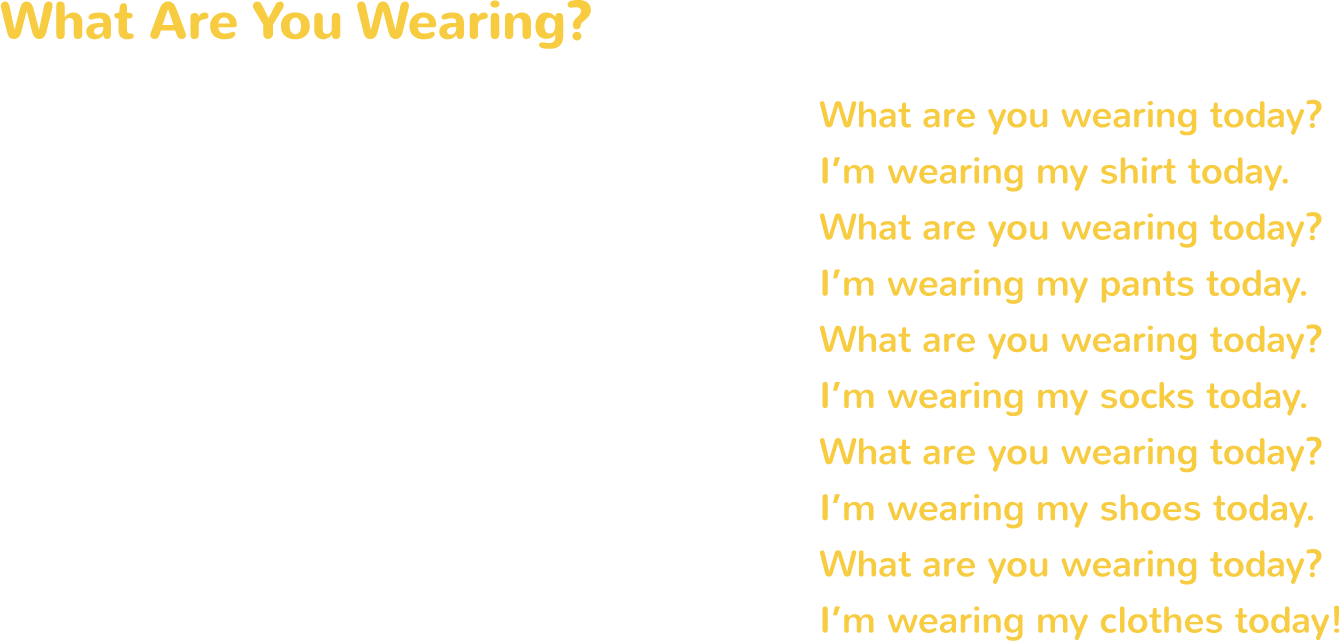 What Are You Wearing?
What are you wearing today?
I’m wearing my shirt today.
What are you wearing today?
I’m wearing my pants today.
What are you wearing today?
I’m wearing my socks today.
What are you wearing today?
I’m wearing my shoes today.
What are you wearing today?
I’m wearing my clothes today!